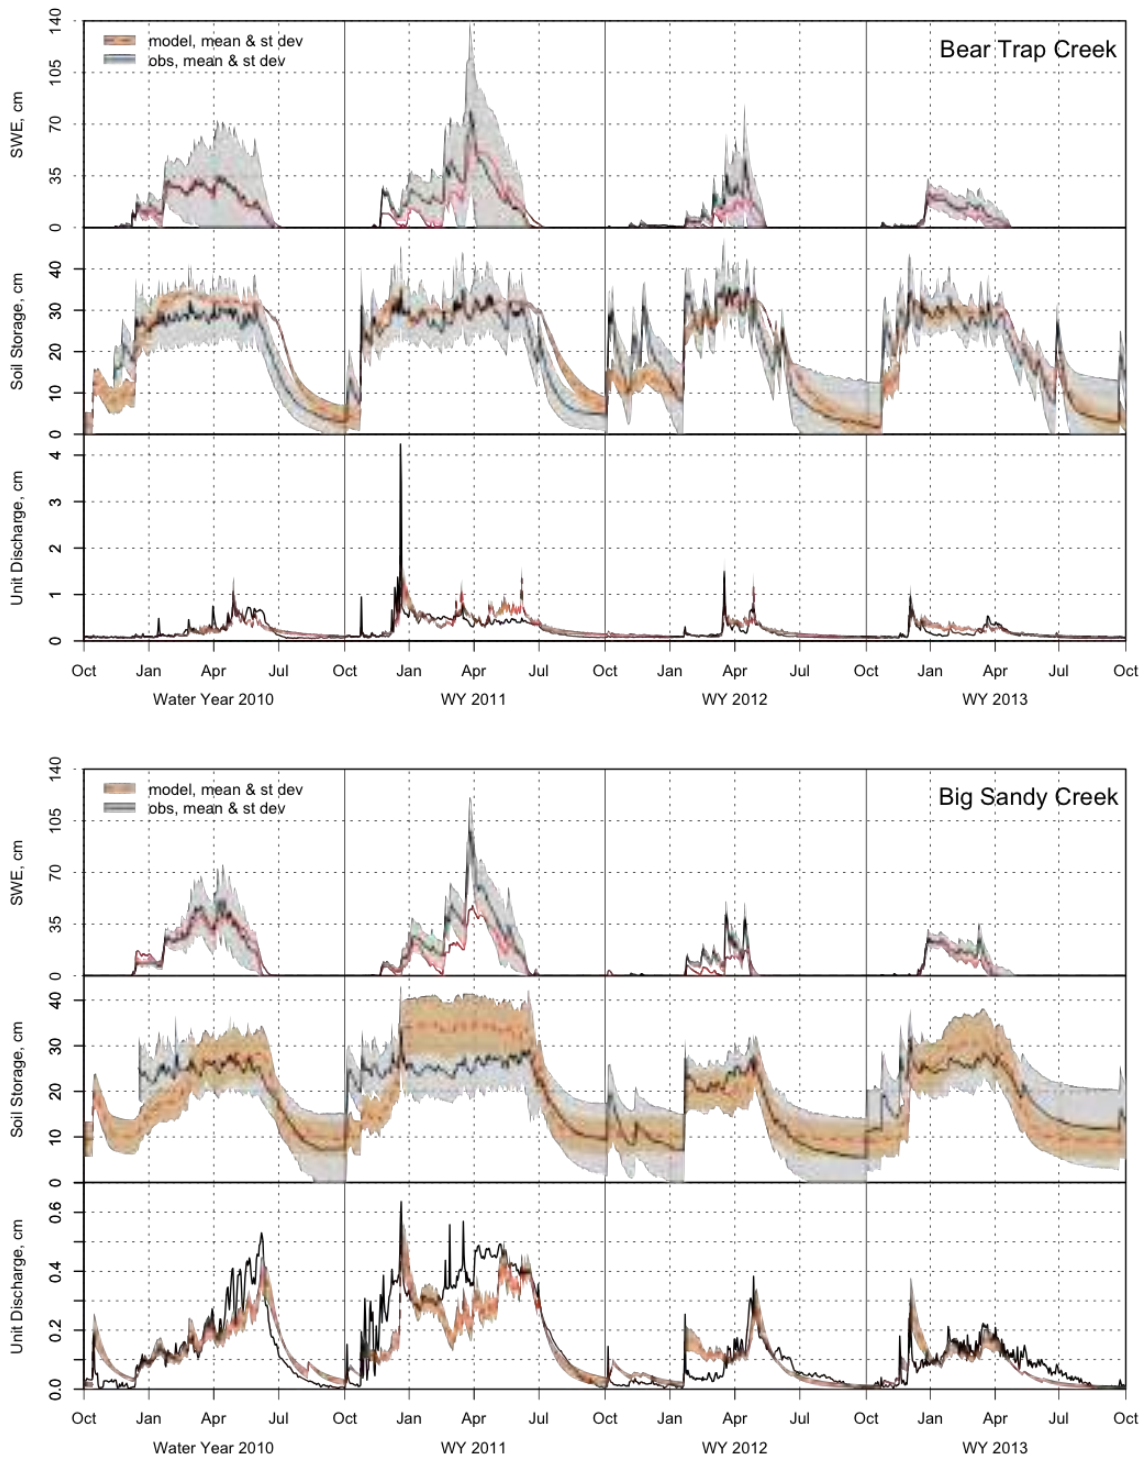 Bear Trap Creek
model, mean & st dev
obs, mean & st dev
SWE, cm
140
105
70
35
0
Soil Storage, cm
40
30
20
10
0
Unit Discharge, cm
4
3
2
1
0
Oct Jan Apr Jul Oct Jan Apr Jul Oct Jan Apr Jul Oct Jan Apr Jul Oct
Water Year 2010 WY 2011 WY 2012 WY 2013
Big Sandy Creek
model, mean & st dev
obs, mean & st dev
SWE, cm
140
105
70
35
0
Soil Storage, cm
40
30
20
10
0
Unit Discharge, cm
0.6
0.4
0.2
0.0
Oct Jan Apr Jul Oct Jan Apr Jul Oct Jan Apr Jul Oct Jan Apr Jul Oct
Water Year 2010 WY 2011 WY 2012 WY 2013